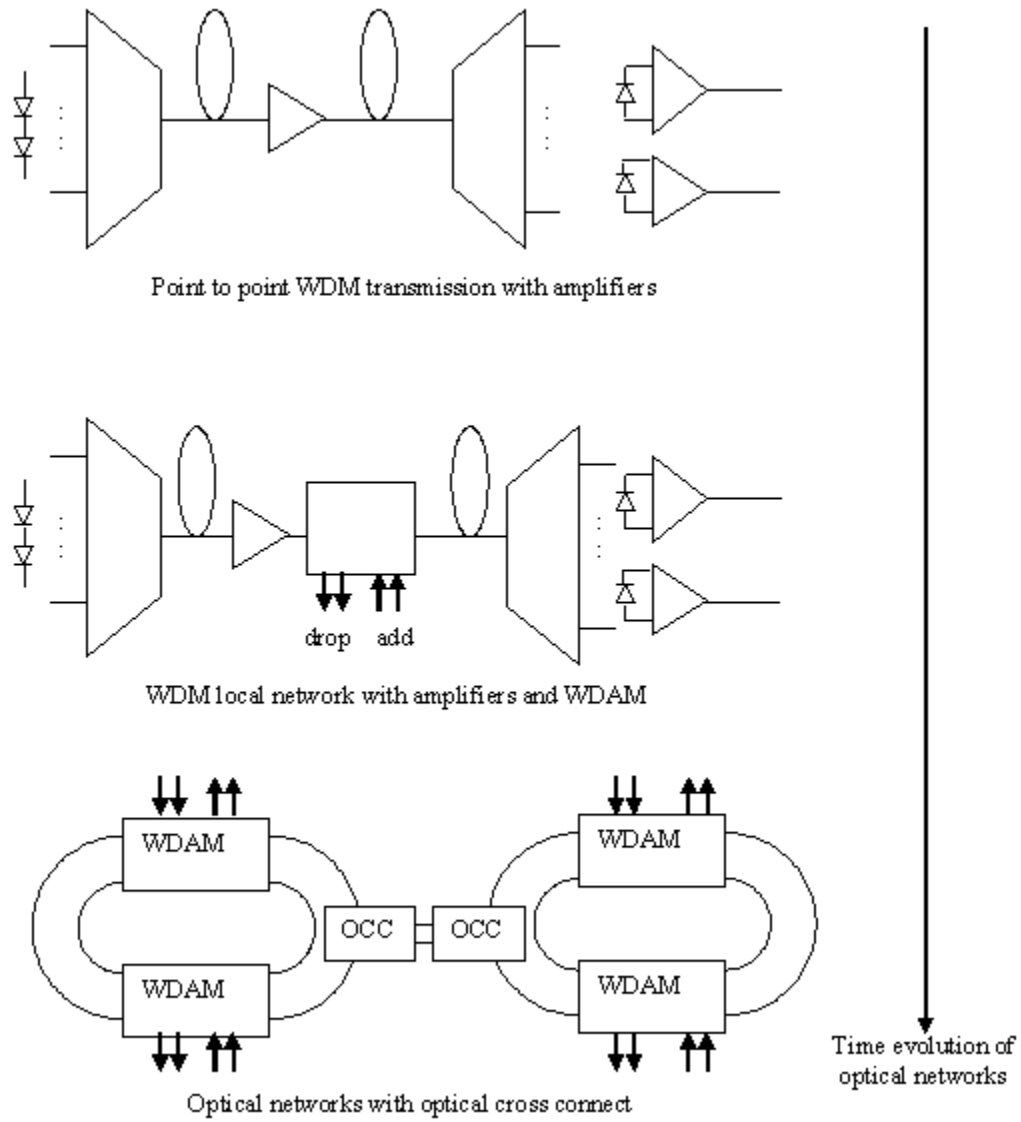 Point to point WDM transmission with amplifiers
drop add
WDM local network with amplifiers and WDAM
WDAM WDAM
OCC OCC
WDAM WDAM
Time evolution of
optical networks
Optical networks with optical cross connect